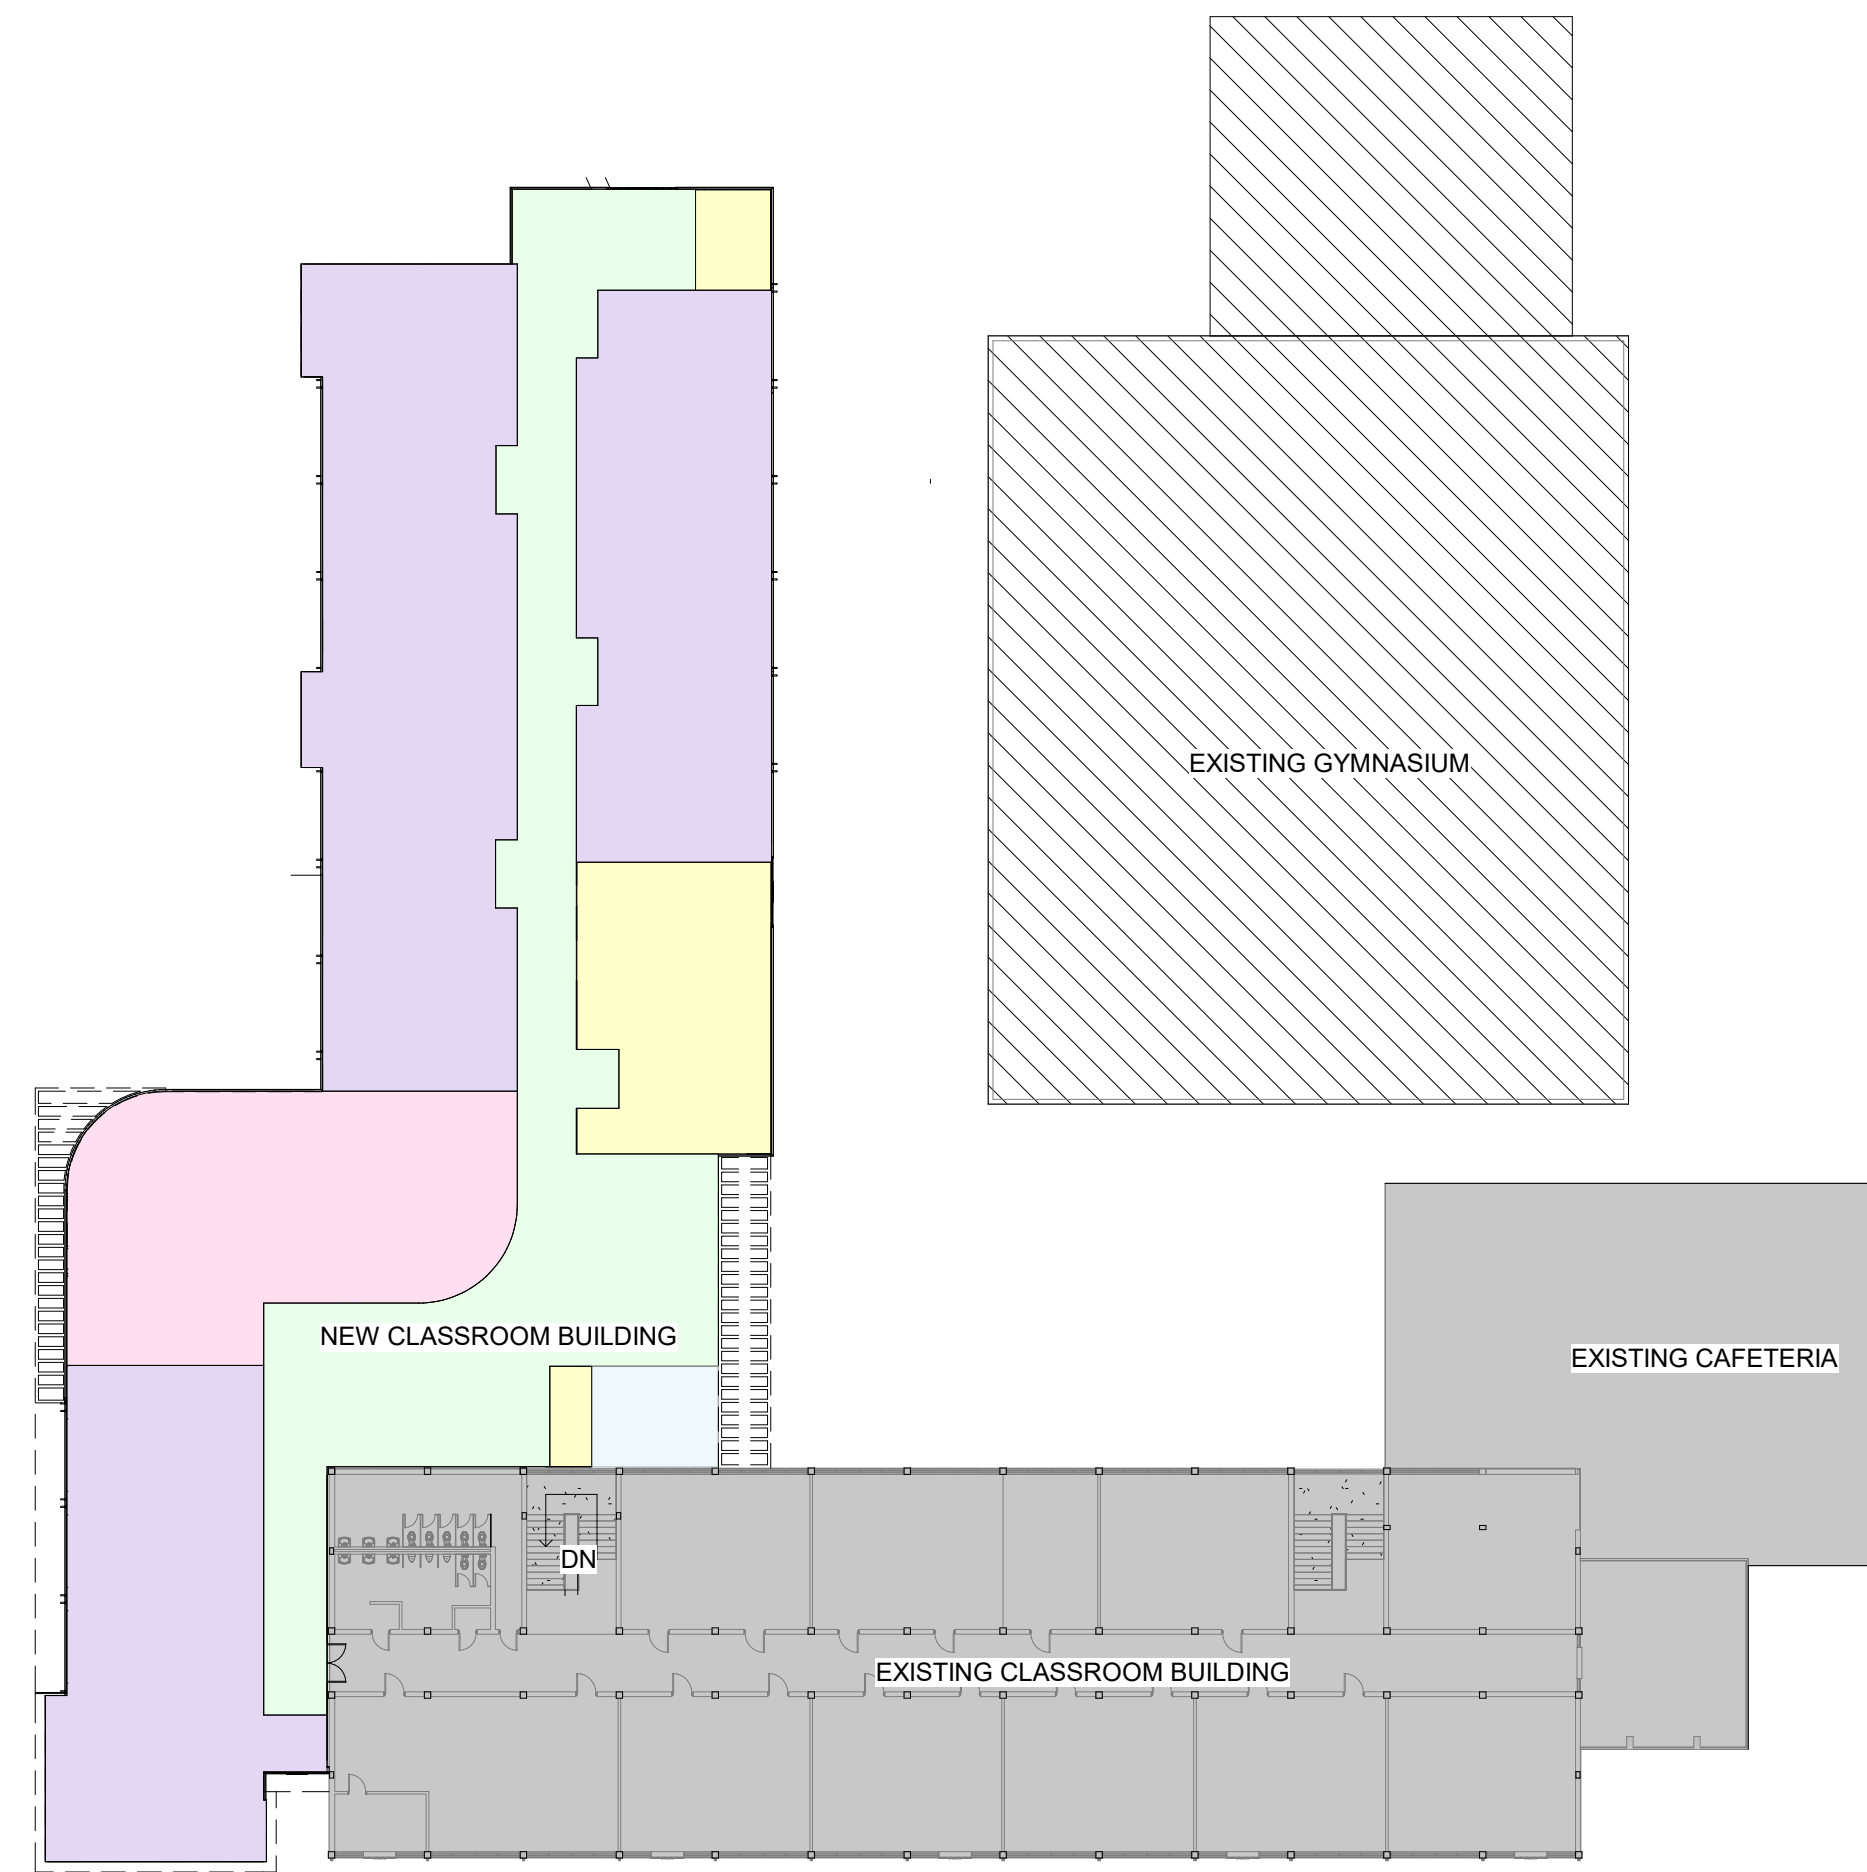 EXISTING GYMNASIUM
NEW CLASSROOM BUILDING
EXISTING CAFETERIA
DN
EXISTING CLASSROOM BUILDING